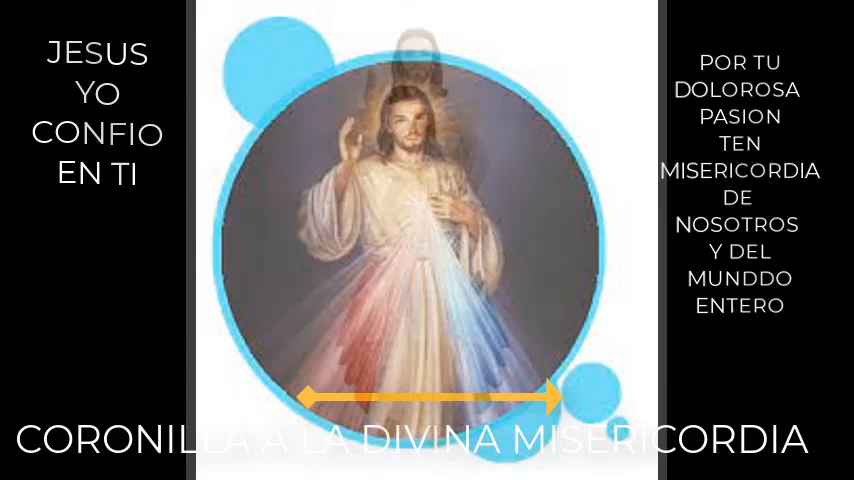 JESUS
YO
CONFIO
EN TI
POR TU
DOLOROSA
PASION
TEN
MISERICORDIA
DE
NOSOTROS
Y DEL
MUNDDO
ENTERO
CORONILLA A LA DIVINA MISERICORDIA